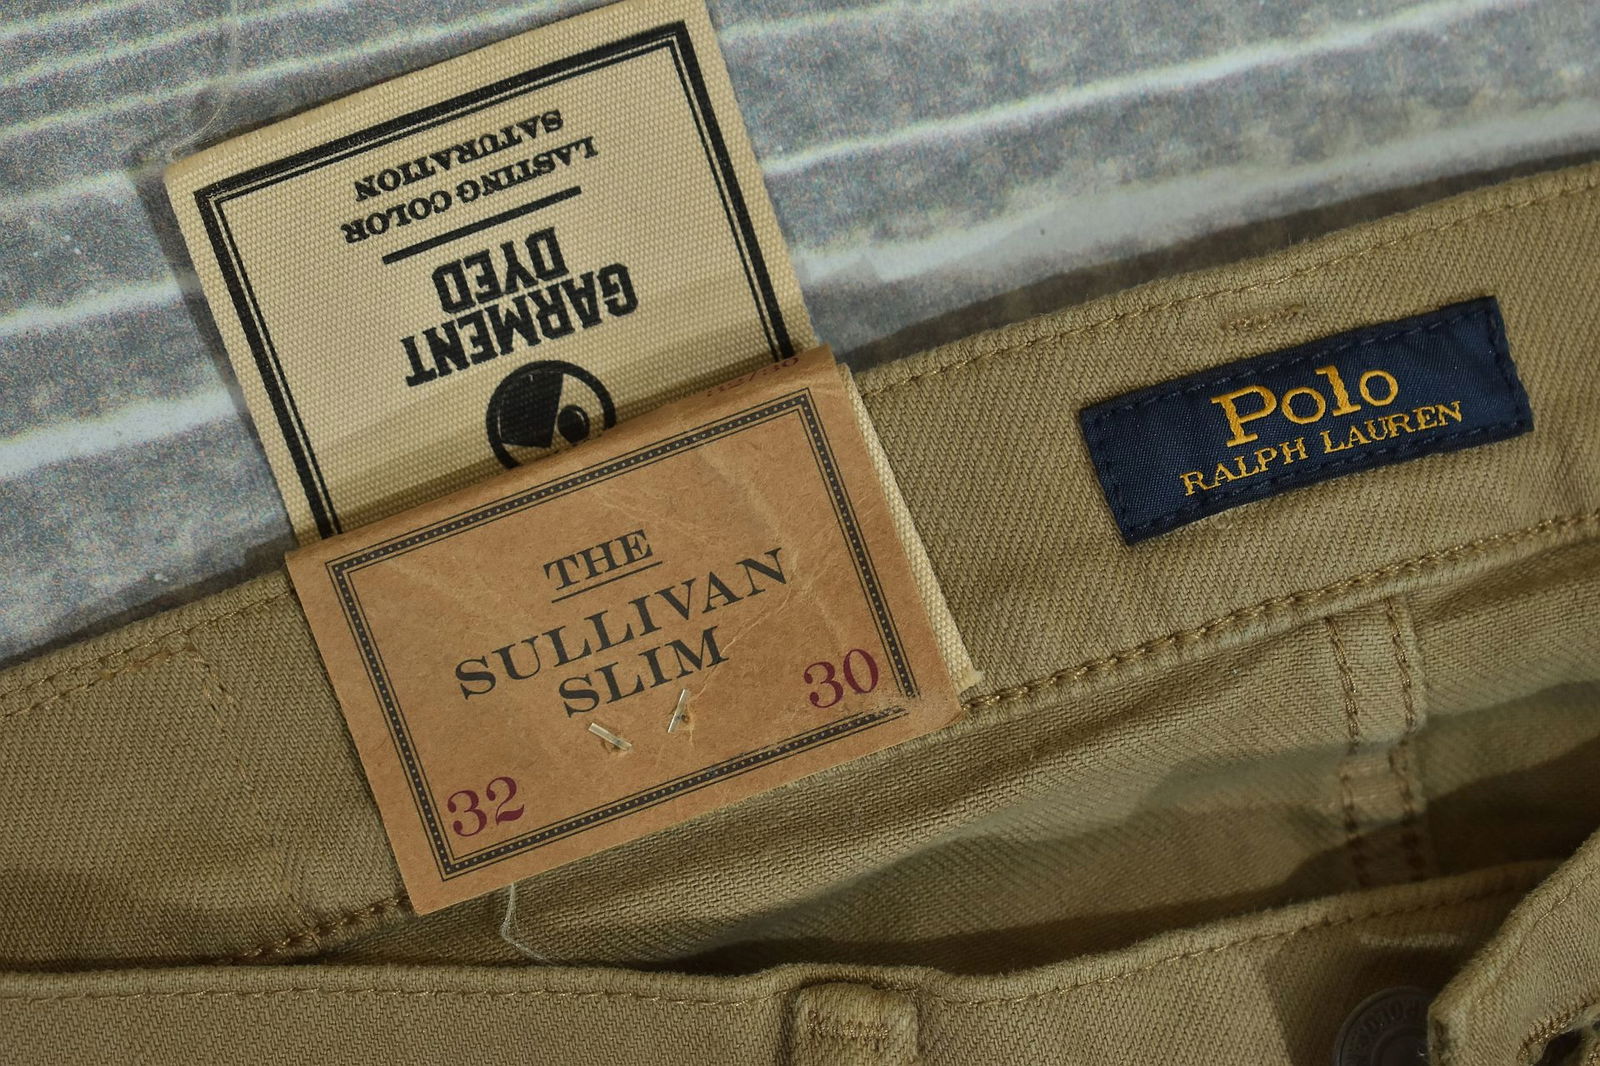 LASTING COLOR
SATURATION
GARMENT
DYED
THE
SULLIVAN
SLIM
32
30
Polo
RALPH LAUREN